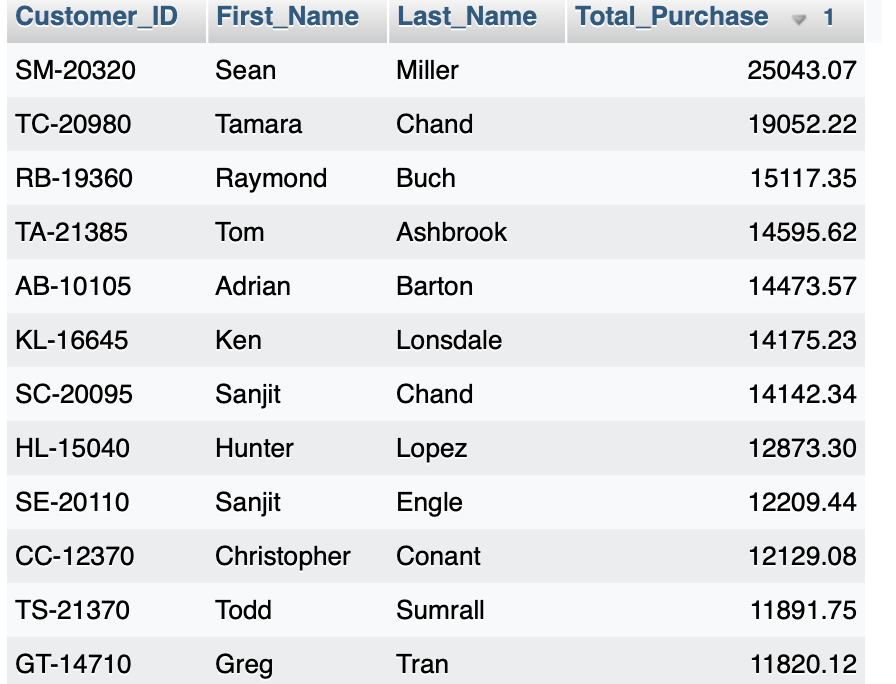 Customer_ID First_Name Last_Name Total_Purchase 1
SM-20320 Sean Miller 25043.07
TC-20980 Tamara Chand 19052.22
RB-19360 Raymond Buch 15117.35
TA-21385 Tom Ashbrook 14595.62
AB-10105 Adrian Barton 14473.57
KL-16645 Ken Lonsdale 14175.23
SC-20095 Sanjit Chand 14142.34
HL-15040 Hunter Lopez 12873.30
SE-20110 Sanjit Engle 12209.44
CC-12370 Christopher Conant 12129.08
TS-21370 Todd Sumrall 11891.75
GT-14710 Greg Tran 11820.12